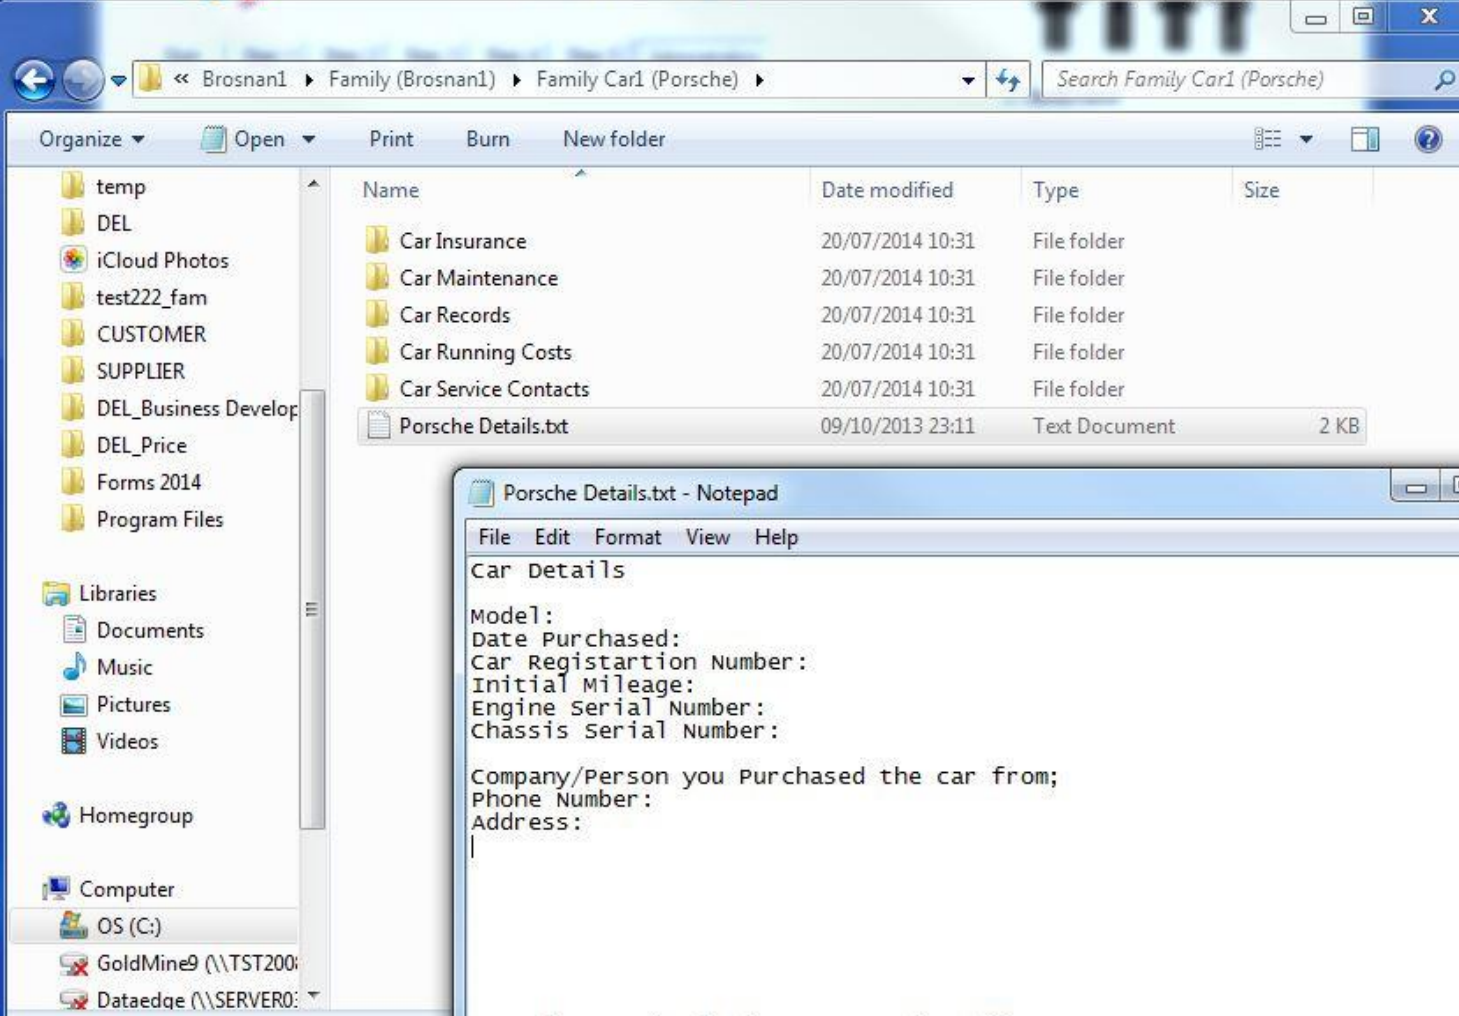 « Brosnan1 ▸ Family (Brosnan1) ▸ Family Car1 (Porsche) ▸
Search Family Car1 (Porsche)
Organize Open Print Burn New folder
temp
DEL
iCloud Photos
test222_fam
CUSTOMER
SUPPLIER
DEL_Business Develop
DEL_Price
Forms 2014
Program Files
Libraries
Documents
Music
Pictures
Videos
Homegroup
Computer
OS (C:)
GoldMine9 (\\TST200
Dataedge (\\SERVER0
Name Date modified Type Size
Car Insurance 20/07/2014 10:31 File folder
Car Maintenance 20/07/2014 10:31 File folder
Car Records 20/07/2014 10:31 File folder
Car Running Costs 20/07/2014 10:31 File folder
Car Service Contacts 20/07/2014 10:31 File folder
Porsche Details.txt 09/10/2013 23:11 Text Document 2 KB
Porsche Details.txt - Notepad
File Edit Format View Help
Car Details
Model:
Date Purchased:
Car Registartion Number:
Initial Mileage:
Engine Serial Number:
Chassis Serial Number:
Company/Person you Purchased the car from;
Phone Number:
Address: